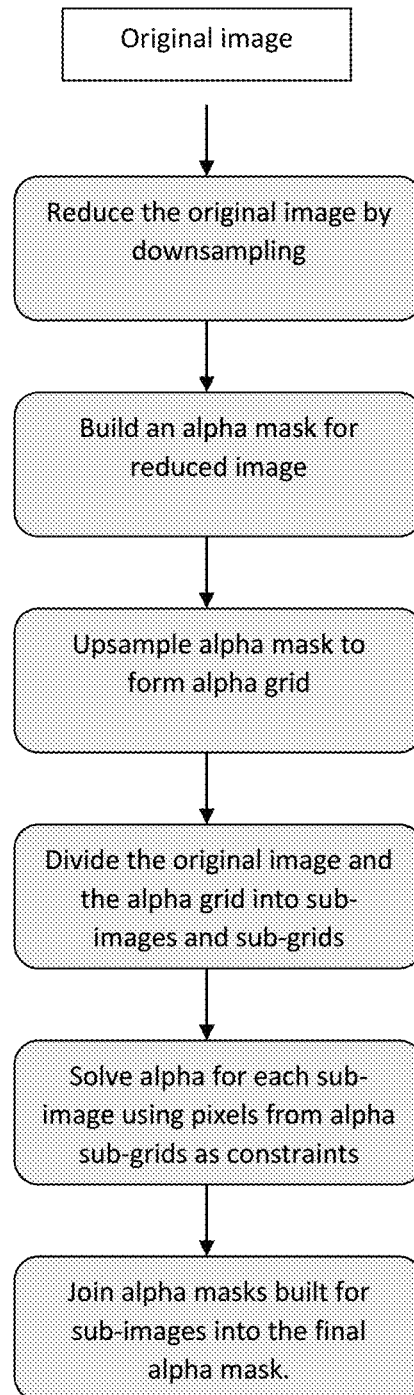 Original image
Reduce the original image by
downsampling
Build an alpha mask for
reduced image
Upsample alpha mask to
form alpha grid
Divide the original image and
the alpha grid into sub-
images and sub-grids
Solve alpha for each sub-
image using pixels from alpha
sub-grids as constraints
Join alpha masks built for
sub-images into the final
alpha mask.